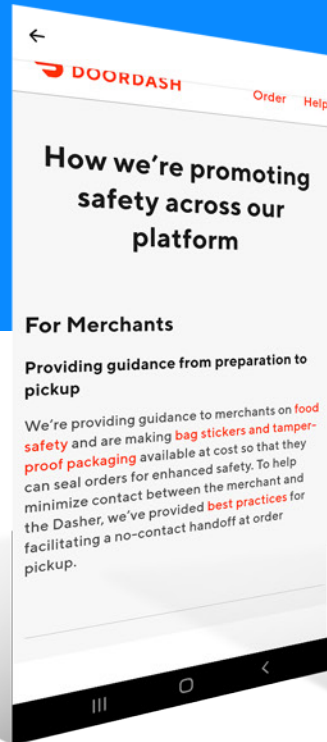 DOORDASH
Order Help
How we're promoting
safety across our
platform
For Merchants
Providing guidance from preparation to
pickup
We're providing guidance to merchants on food
safety and are making bag stickers and tamper-
proof packaging available at cost so that they
can seal orders for enhanced safety. To help
minimize contact between the merchant and
the Dasher, we've provided best practices for
facilitating a no-contact handoff at order
pickup.